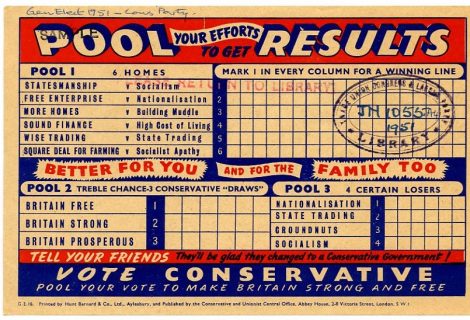 Gen Elect 1951 - Cons Party.
SAMPLE
POOL YOUR EFFORTS TO GET RESULTS
POOL 1 6 HOMES MARK 1 IN EVERY COLUMN FOR A WINNING LINE
STATESMANSHIP v Socialism 1
FREE ENTERPRISE v Nationalisation 2
MORE HOMES v Building Muddle 3
SOUND FINANCE v High Cost of Living 4
WISE TRADING v State Trading 5
SQUARE DEAL FOR FARMING v Socialist Apathy 6
RETURN TO LIBRARY
TRADE UNION CONGRESS & LABOUR PARTY
JN 1055
1951
LIBRARY
BETTER FOR YOU AND FOR THE FAMILY TOO
POOL 2 TREBLE CHANCE-3 CONSERVATIVE "DRAWS"
BRITAIN FREE 1
BRITAIN STRONG 2
BRITAIN PROSPEROUS 3
POOL 3 4 CERTAIN LOSERS
NATIONALISATION 1
STATE TRADING 2
GROUNDNUTS 3
SOCIALISM 4
TELL YOUR FRIENDS They'll be glad they changed to a Conservative Government!
VOTE CONSERVATIVE
POOL YOUR VOTE TO MAKE BRITAIN STRONG AND FREE
Printed by Hunt Barnard & Co., Ltd., Aylesbury, and Published by the Conservative and Unionist Central Office, Abbey House, 2-8 Victoria Street, London, S.W.1